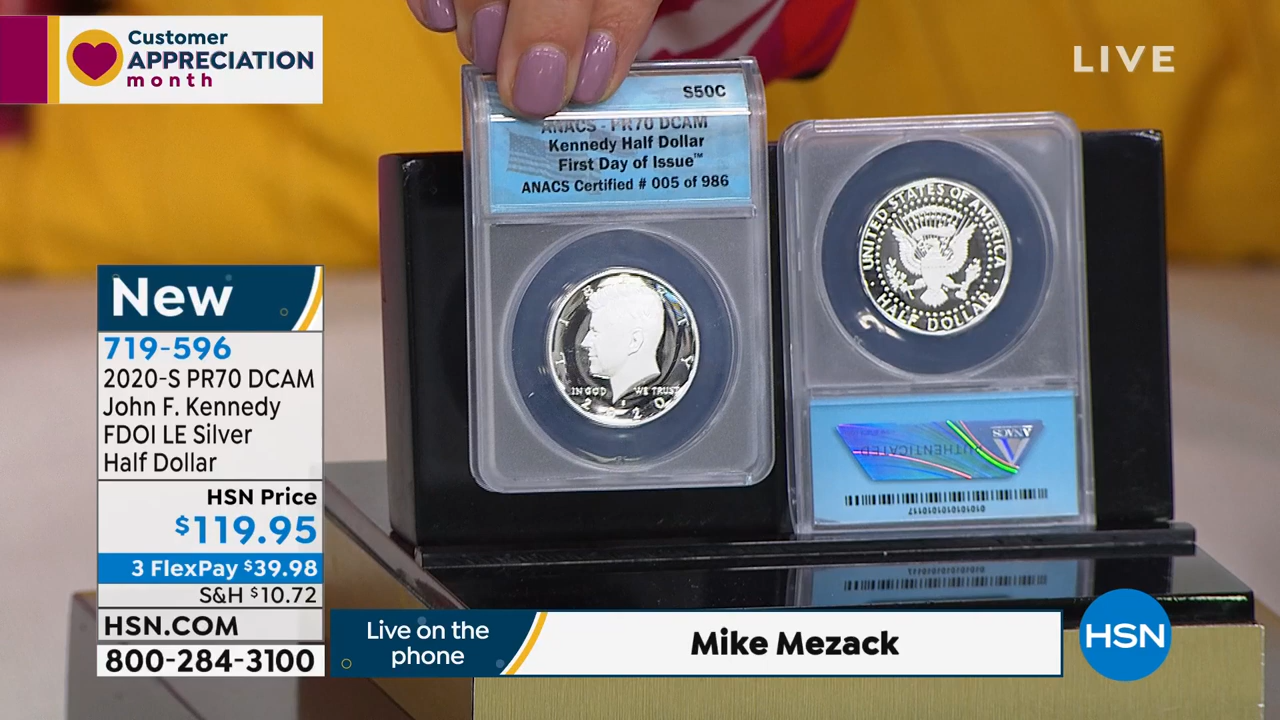 Customer
APPRECIATION
month
LIVE
S50C
ANACS - PR70 DCAM
Kennedy Half Dollar
First Day of Issue™
ANACS Certified # 005 of 986
LIBERTY
IN GOD WE TRUST
S
2020
UNITED STATES OF AMERICA
HALF DOLLAR
AUTHENTICATED
ANACS
New
719-596
2020-S PR70 DCAM
John F. Kennedy
FDOI LE Silver
Half Dollar
HSN Price
$119.95
3 FlexPay $39.98
S&H $10.72
HSN.COM
800-284-3100
Live on the
phone
Mike Mezack
HSN